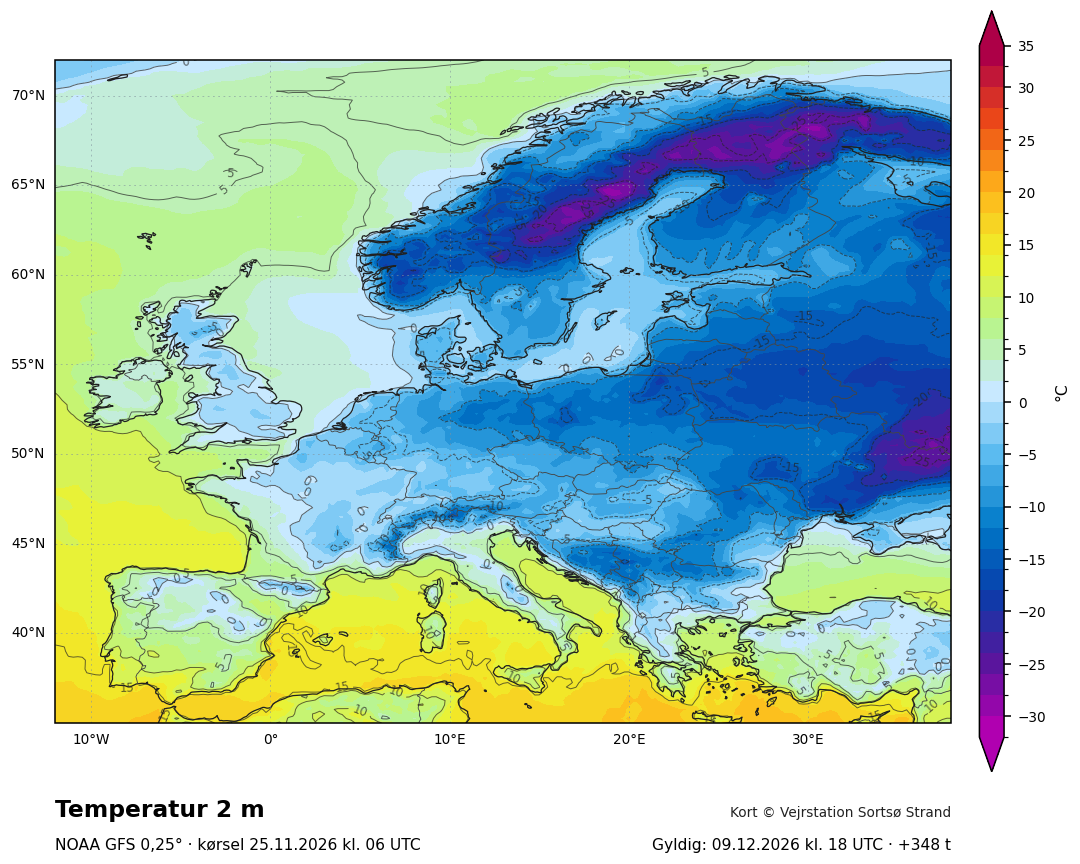 70°N
65°N
60°N
55°N
50°N
45°N
40°N
10°W
0°
10°E
20°E
30°E
35
30
25
20
15
10
5
0
−5
−10
−15
−20
−25
−30
°C
Temperatur 2 m
Kort © Vejrstation Sortsø Strand
NOAA GFS 0,25° · kørsel 25.11.2026 kl. 06 UTC
Gyldig: 09.12.2026 kl. 18 UTC · +348 t